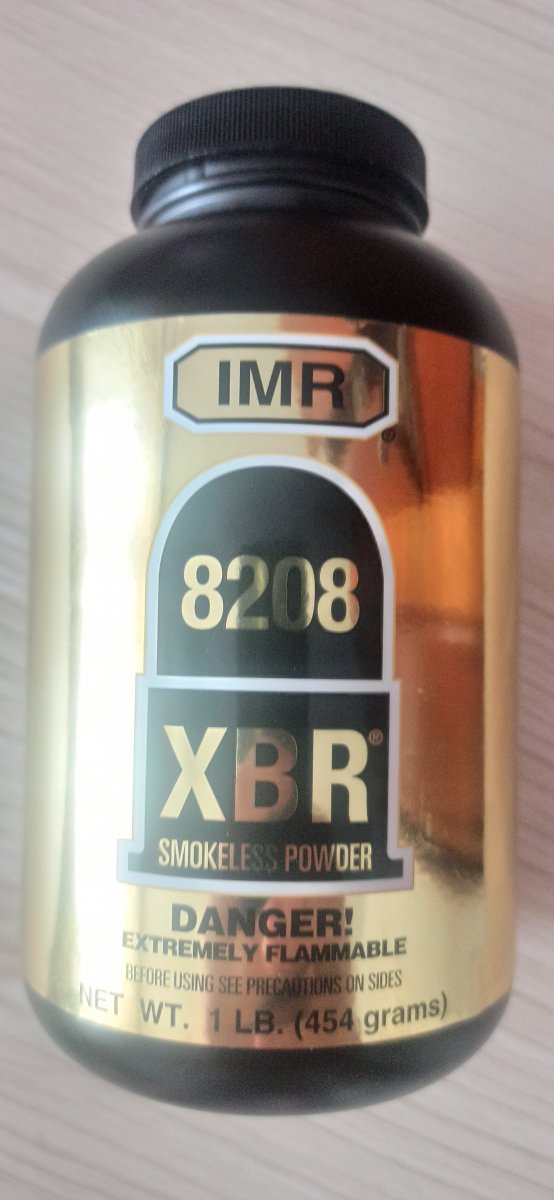 IMR®
8208
XBR®
SMOKELESS POWDER
DANGER!
EXTREMELY FLAMMABLE
BEFORE USING SEE PRECAUTIONS ON SIDES
NET WT. 1 LB. (454 grams)